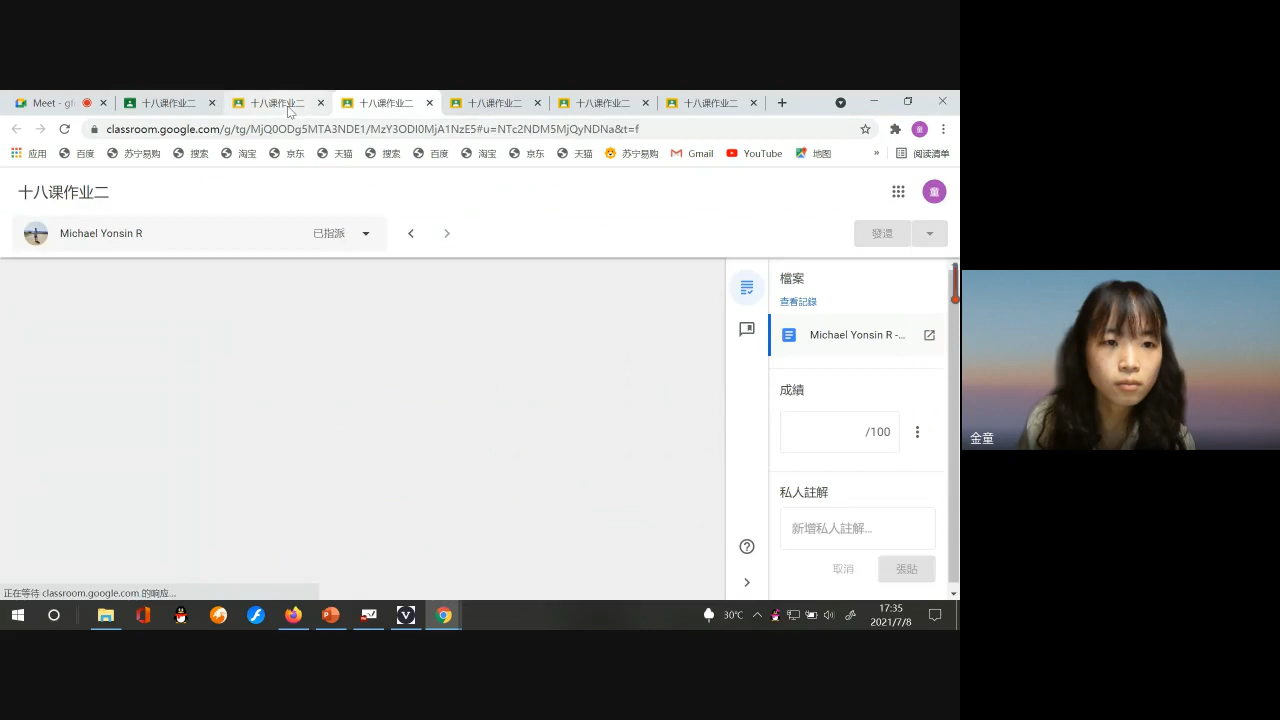 Meet - gf
十八课作业二
十八课作业二
十八课作业二
十八课作业二
十八课作业二
十八课作业二
classroom.google.com/g/tg/MjQ0ODg5MTA3NDE1/MzY3ODI0MjA1NzE5#u=NTc2NDM5MjQyNDNa&t=f
应用 百度 苏宁易购 搜索 淘宝 京东 天猫 搜索 百度 淘宝 京东 天猫 苏宁易购 Gmail YouTube 地图 » 阅读清单
十八课作业二
童
Michael Yonsin R 已指派
發還
檔案
查看記錄
Michael Yonsin R -...
成績
/100
私人註解
新增私人註解...
取消 張貼
正在等待 classroom.google.com 的响应...
30°C
17:35
2021/7/8
金童